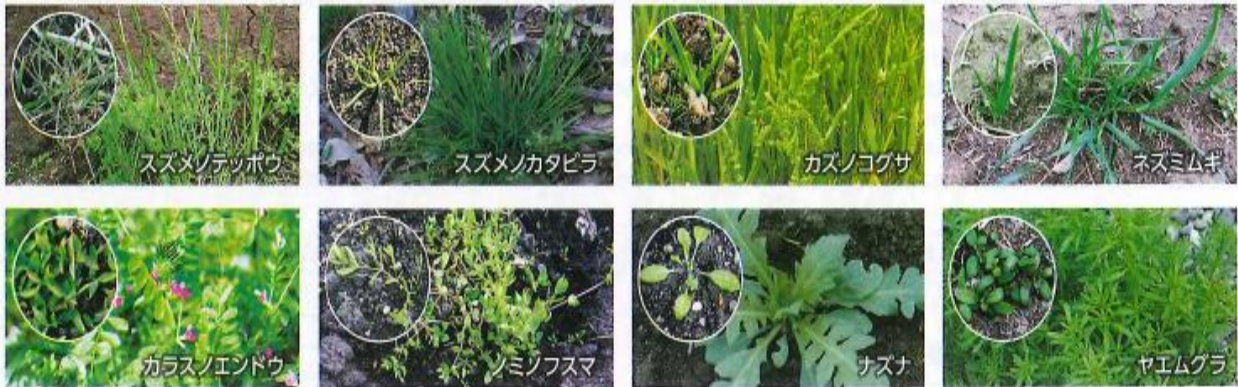 スズメノテッポウ
スズメノカタビラ
カズノコグサ
ネズミムギ
カラスノエンドウ
ノミノフスマ
ナズナ
ヤエムグラ